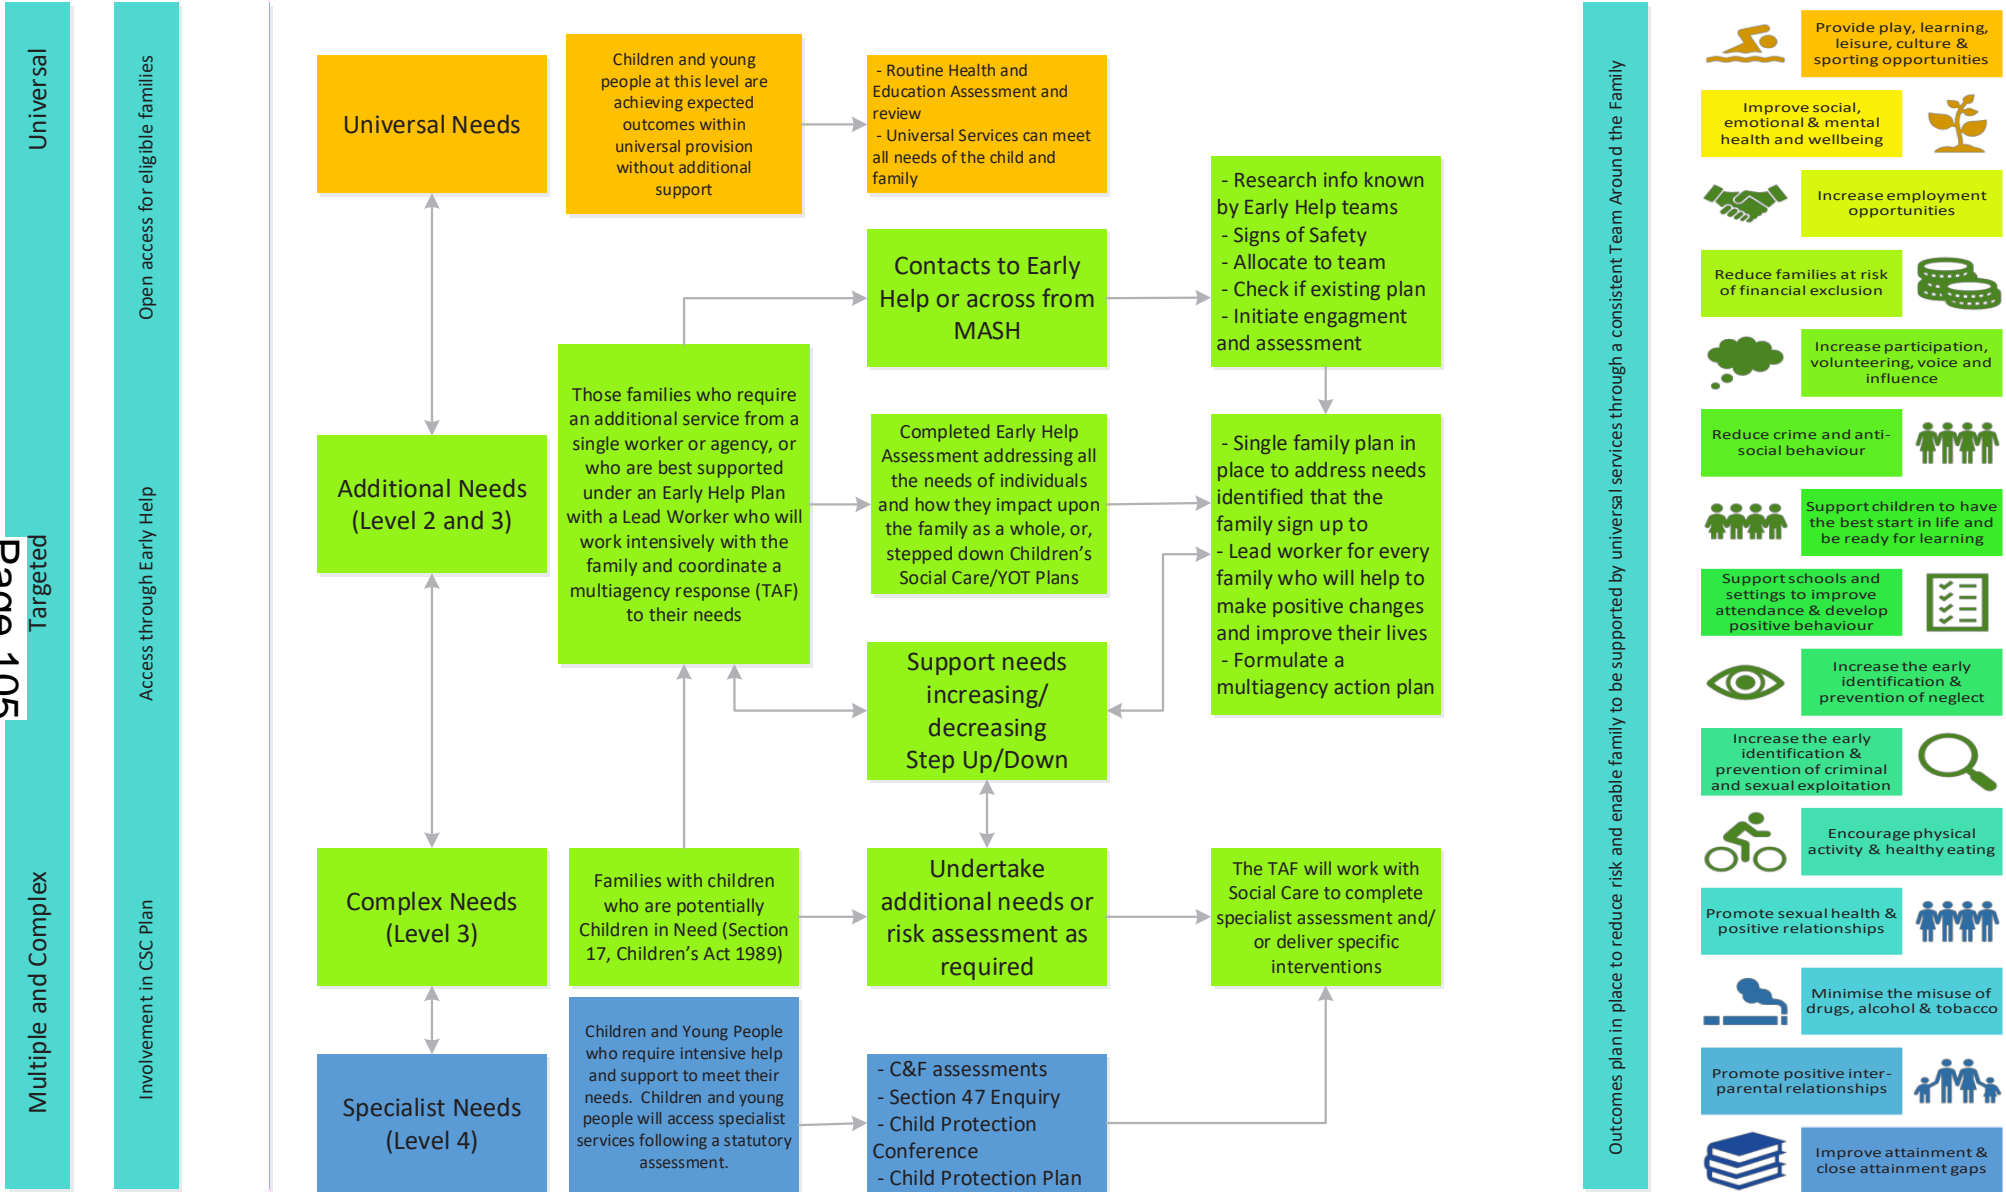 Universal
Targeted
Multiple and Complex
Page 105
Open access for eligible families
Access through Early Help
Involvement in CSC Plan
Universal Needs
Children and young
people at this level are
achieving expected
outcomes within
universal provision
without additional
support
- Routine Health and
Education Assessment and
review
- Universal Services can meet
all needs of the child and
family
Contacts to Early
Help or across from
MASH
- Research info known
by Early Help teams
- Signs of Safety
- Allocate to team
- Check if existing plan
- Initiate engagment
and assessment
Additional Needs
(Level 2 and 3)
Those families who require
an additional service from a
single worker or agency, or
who are best supported
under an Early Help Plan
with a Lead Worker who will
work intensively with the
family and coordinate a
multiagency response (TAF)
to their needs
Completed Early Help
Assessment addressing all
the needs of individuals
and how they impact upon
the family as a whole, or,
stepped down Children’s
Social Care/YOT Plans
- Single family plan in
place to address needs
identified that the
family sign up to
- Lead worker for every
family who will help to
make positive changes
and improve their lives
- Formulate a
multiagency action plan
Support needs
increasing/
decreasing
Step Up/Down
Complex Needs
(Level 3)
Families with children
who are potentially
Children in Need (Section
17, Children’s Act 1989)
Undertake
additional needs or
risk assessment as
required
The TAF will work with
Social Care to complete
specialist assessment and/
or deliver specific
interventions
Specialist Needs
(Level 4)
Children and Young People
who require intensive help
and support to meet their
needs. Children and young
people will access specialist
services following a statutory
assessment.
- C&F assessments
- Section 47 Enquiry
- Child Protection
Conference
- Child Protection Plan
Outcomes plan in place to reduce risk and enable family to be supported by universal services through a consistent Team Around the Family
Provide play, learning,
leisure, culture &
sporting opportunities
Improve social,
emotional & mental
health and wellbeing
Increase employment
opportunities
Reduce families at risk
of financial exclusion
Increase participation,
volunteering, voice and
influence
Reduce crime and anti-
social behaviour
Support children to have
the best start in life and
be ready for learning
Support schools and
settings to improve
attendance & develop
positive behaviour
Increase the early
identification &
prevention of neglect
Increase the early
identification &
prevention of criminal
and sexual exploitation
Encourage physical
activity & healthy eating
Promote sexual health &
positive relationships
Minimise the misuse of
drugs, alcohol & tobacco
Promote positive inter-
parental relationships
Improve attainment &
close attainment gaps